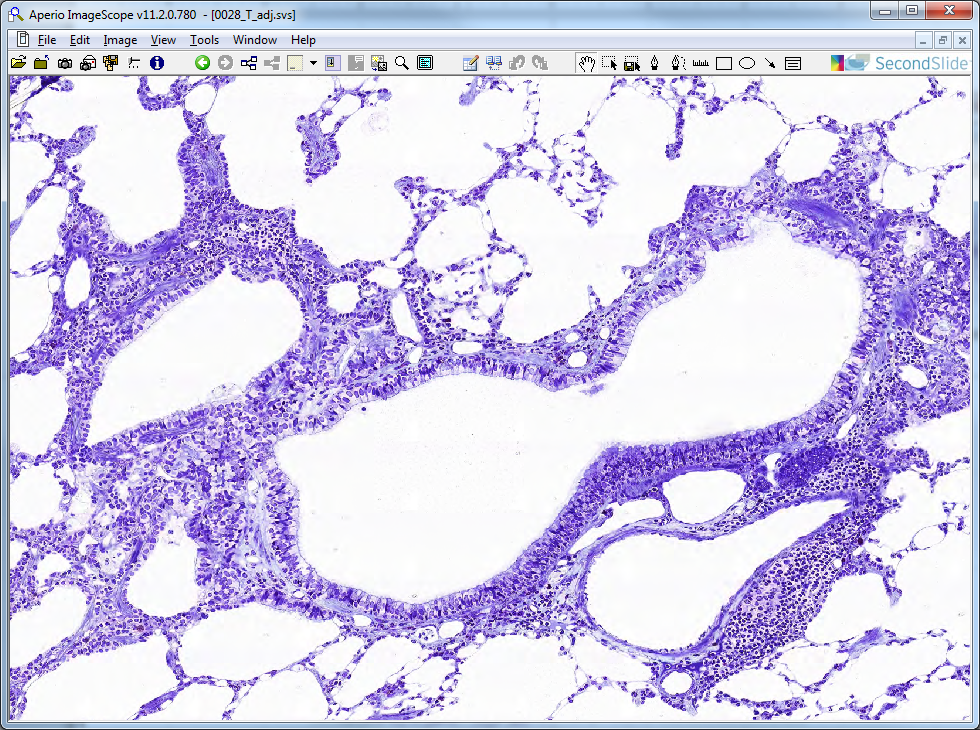 Aperio ImageScope v11.2.0.780 - [0028_T_adj.svs]
File Edit Image View Tools Window Help
SecondSlide